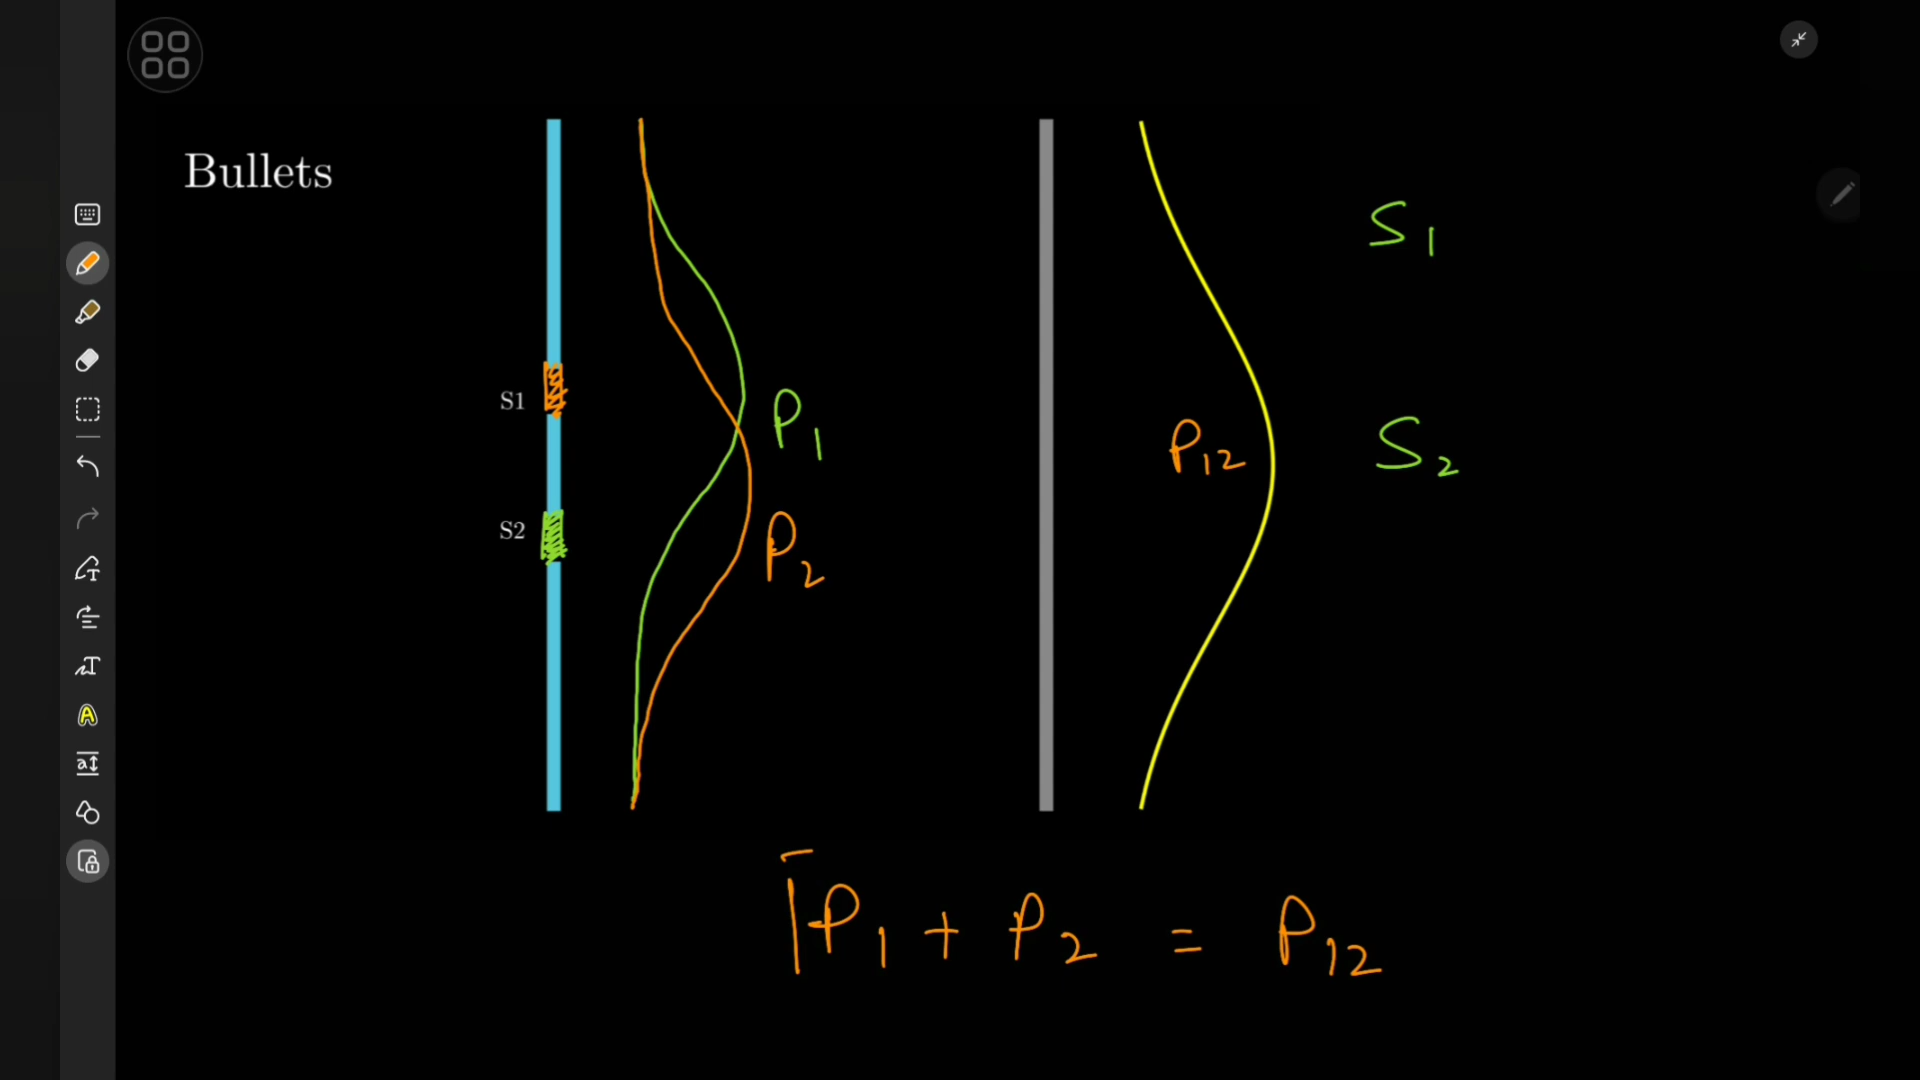 Bullets
S1
S2
P1
P2
P12
S1
S2
P1 + P2 = P12